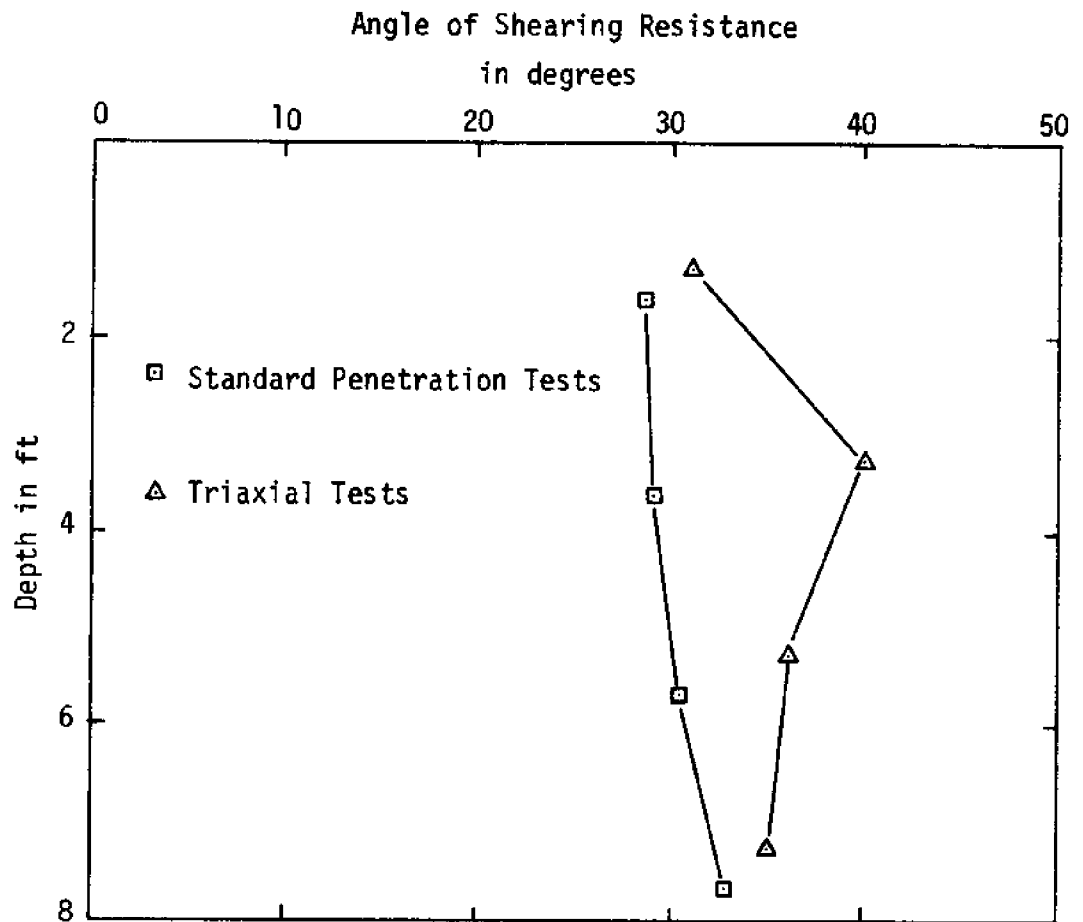 Angle of Shearing Resistance
in degrees
0 10 20 30 40 50
2
Standard Penetration Tests
Triaxial Tests
4
Depth in ft
6
8